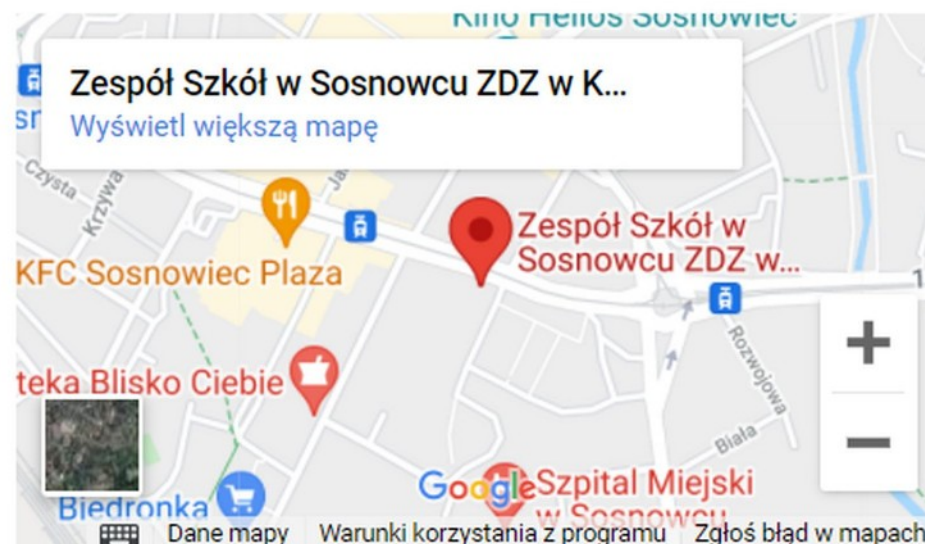 Kino Helios Sosnowiec
Zespół Szkół w Sosnowcu ZDZ w K...
Wyświetl większą mapę
Czysta
Krzywa
KFC Sosnowiec Plaza
Zespół Szkół w
Sosnowcu ZDZ w...
teka Blisko Ciebie
Rozwojowa
Biała
Biedronka
Google
Szpital Miejski
w Sosnowcu
Dane mapy
Warunki korzystania z programu
Zgłoś błąd w mapach